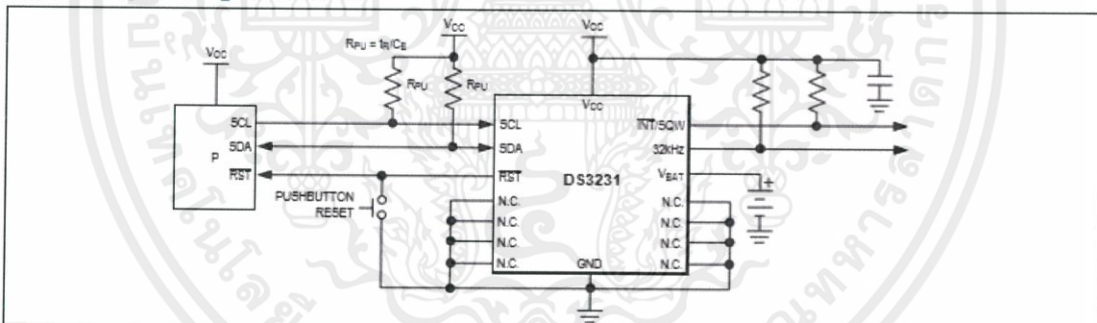 VCC
VCC
VCC
RPU = tR/CB
RPU
RPU
SCL
SDA
P
RST
PUSHBUTTON
RESET
SCL
SDA
RST
N.C.
N.C.
N.C.
N.C.
VCC
DS3231
GND
INT/SQW
32kHz
VBAT
+
N.C.
N.C.
N.C.
N.C.